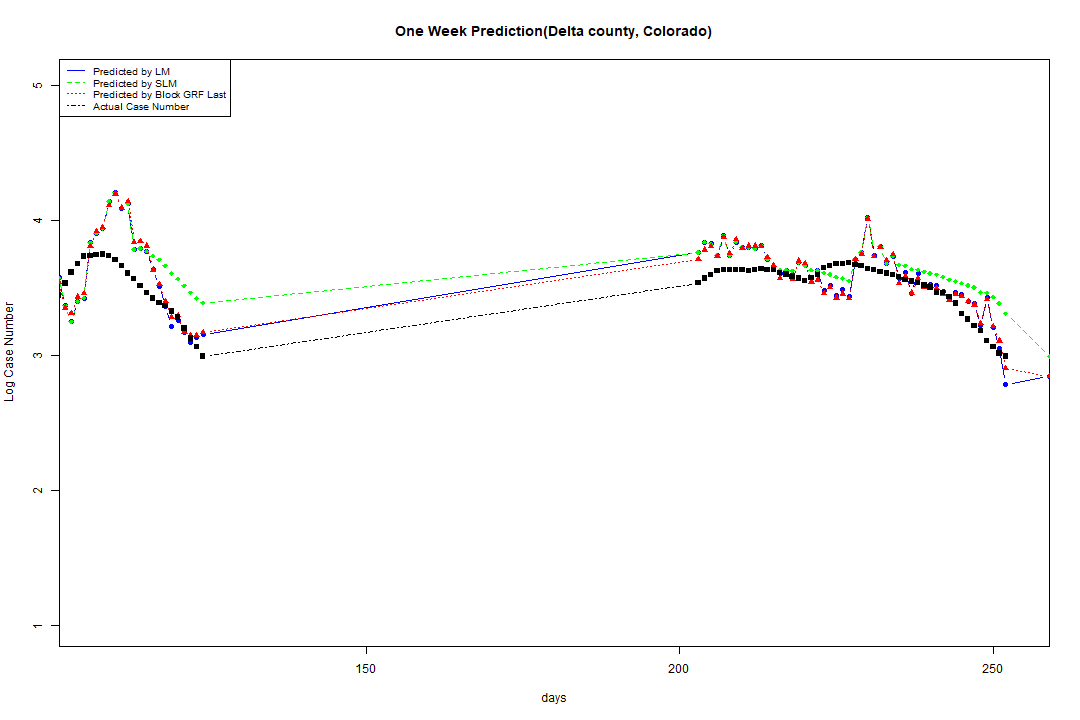 One Week Prediction(Delta county, Colorado)
Predicted by LM
Predicted by SLM
Predicted by Block GRF Last
Actual Case Number
5
4
3
2
1
Log Case Number
150
200
250
days